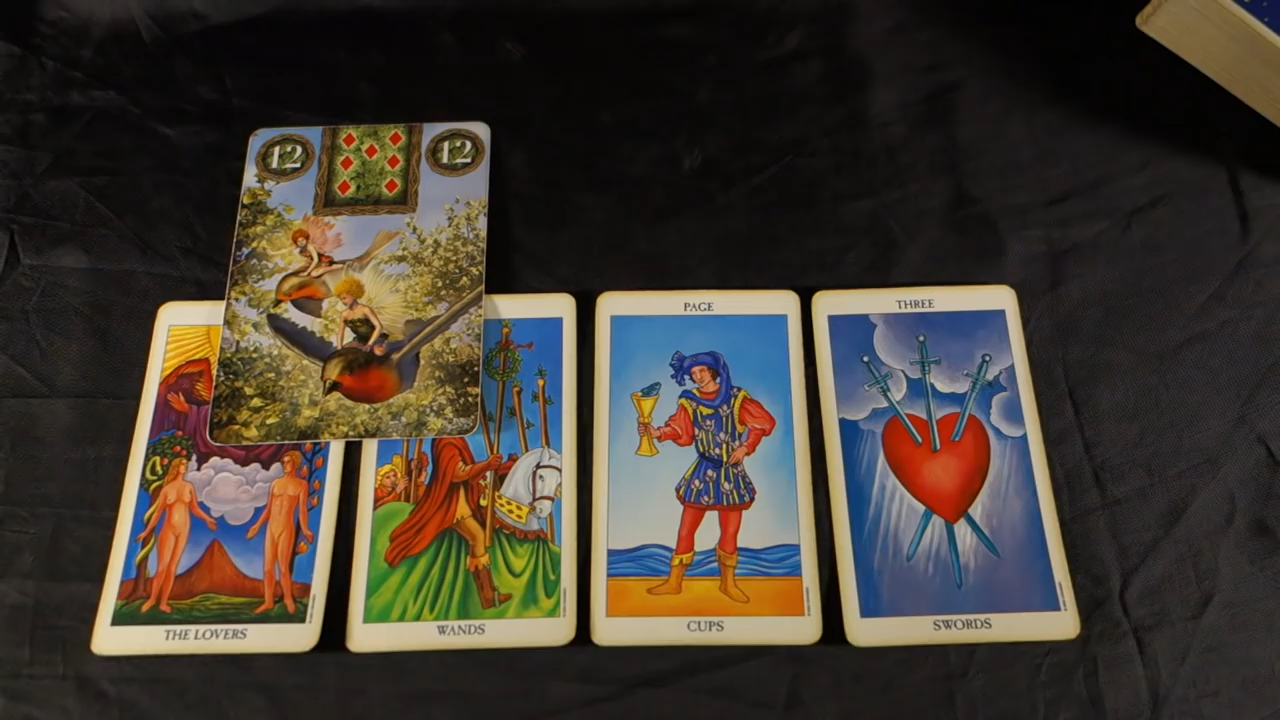 12 12
PAGE
THREE
THE LOVERS
WANDS
CUPS
SWORDS